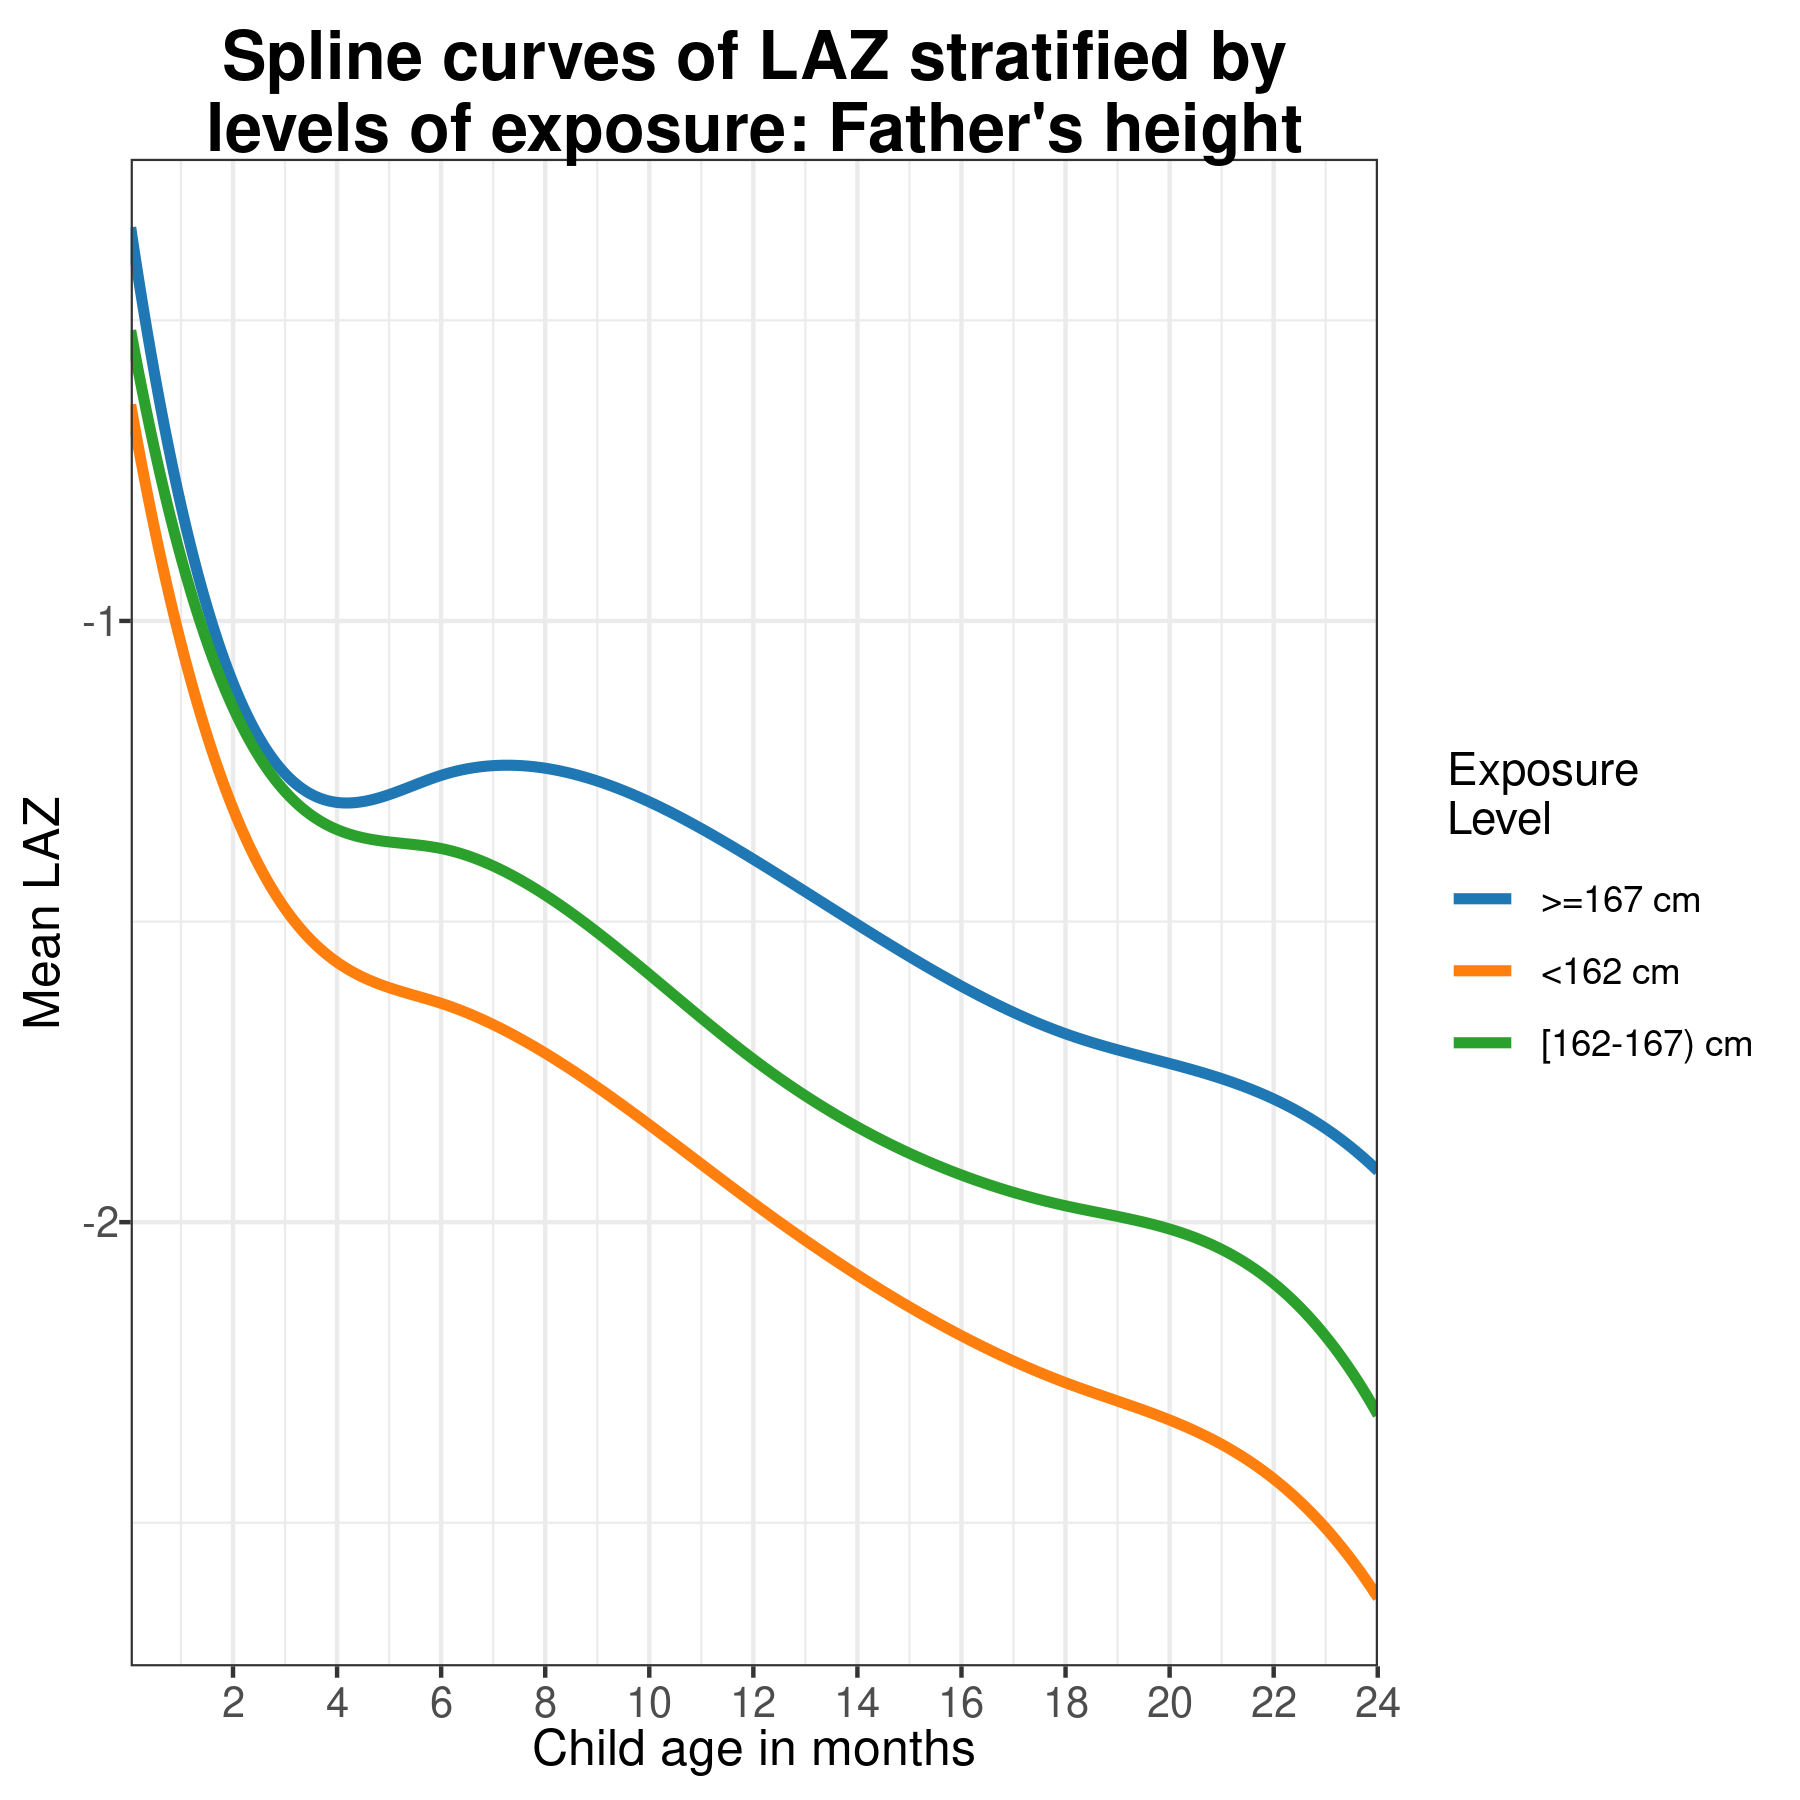 Spline curves of LAZ stratified by
levels of exposure: Father's height
Mean LAZ
-1
-2
2 4 6 8 10 12 14 16 18 20 22 24
Child age in months
Exposure
Level
>=167 cm
<162 cm
[162-167) cm